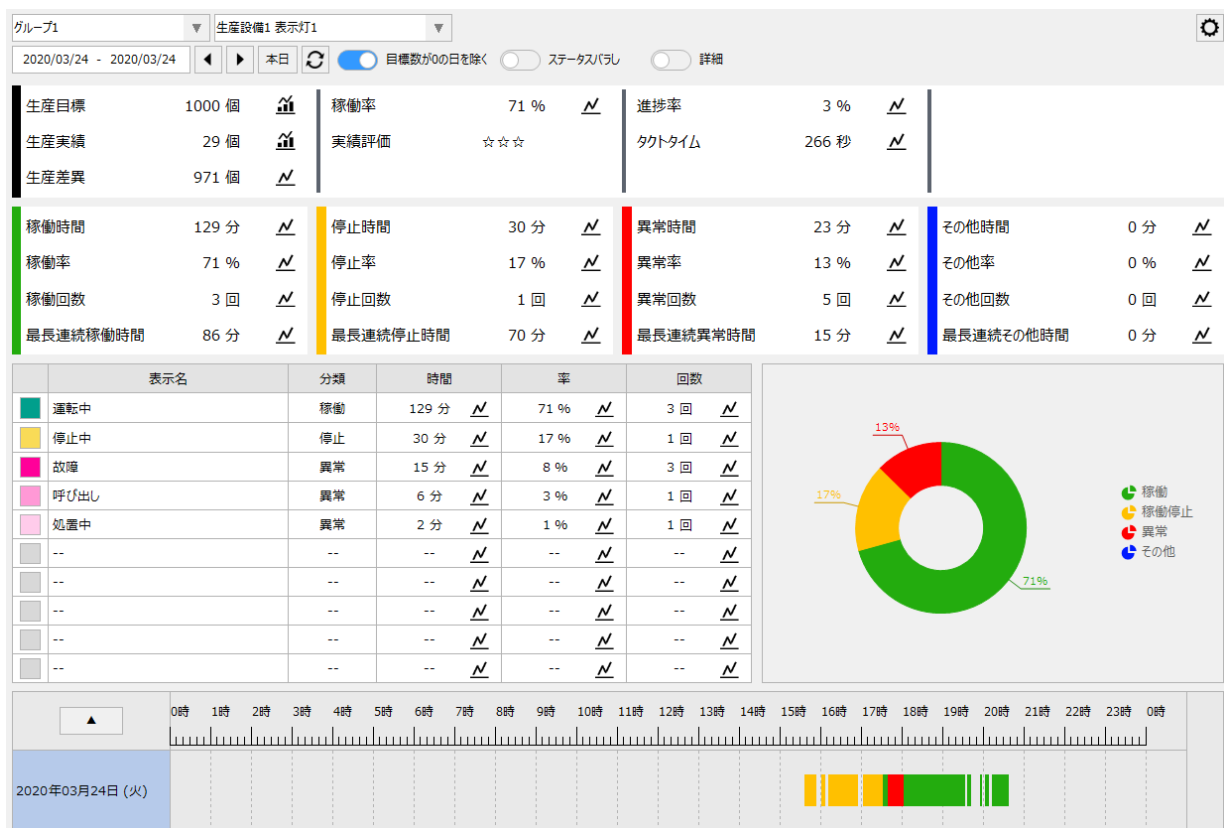 グループ1 生産設備1 表示灯1
2020/03/24 - 2020/03/24 本日 目標数が0の日を除く ステータスバラし 詳細
生産目標 1000 個 稼働率 71 % 進捗率 3 %
生産実績 29 個 実績評価 ☆☆☆ タクトタイム 266 秒
生産差異 971 個
稼働時間 129 分 停止時間 30 分 異常時間 23 分 その他時間 0 分
稼働率 71 % 停止率 17 % 異常率 13 % その他率 0 %
稼働回数 3 回 停止回数 1 回 異常回数 5 回 その他回数 0 回
最長連続稼働時間 86 分 最長連続停止時間 70 分 最長連続異常時間 15 分 最長連続その他時間 0 分
表示名 分類 時間 率 回数
運転中 稼働 129 分 71 % 3 回
停止中 停止 30 分 17 % 1 回
故障 異常 15 分 8 % 3 回
呼び出し 異常 6 分 3 % 1 回
処置中 異常 2 分 1 % 1 回
-- -- -- -- --
-- -- -- -- --
-- -- -- -- --
-- -- -- -- --
-- -- -- -- --
13%
17%
71%
稼働
稼働停止
異常
その他
▲ 0時 1時 2時 3時 4時 5時 6時 7時 8時 9時 10時 11時 12時 13時 14時 15時 16時 17時 18時 19時 20時 21時 22時 23時 0時
2020年03月24日 (火)